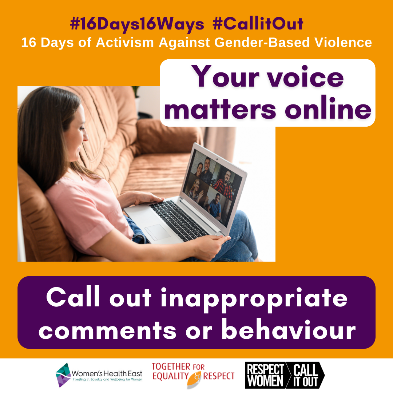 #16Days16Ways #CallitOut
16 Days of Activism Against Gender-Based Violence
Your voice
matters online
Call out inappropriate
comments or behaviour
Women's Health East
TOGETHER FOR
EQUALITY RESPECT
RESPECT
WOMEN
CALL
IT OUT